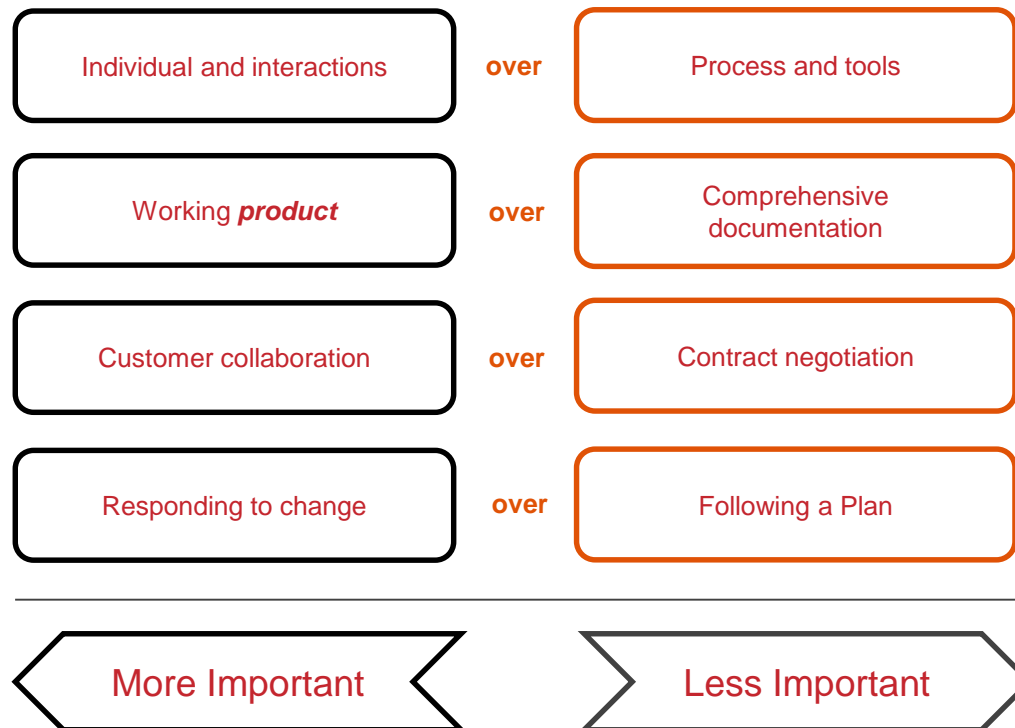 Individual and interactions over Process and tools
Working product over Comprehensive
documentation
Customer collaboration over Contract negotiation
Responding to change over Following a Plan
More Important Less Important